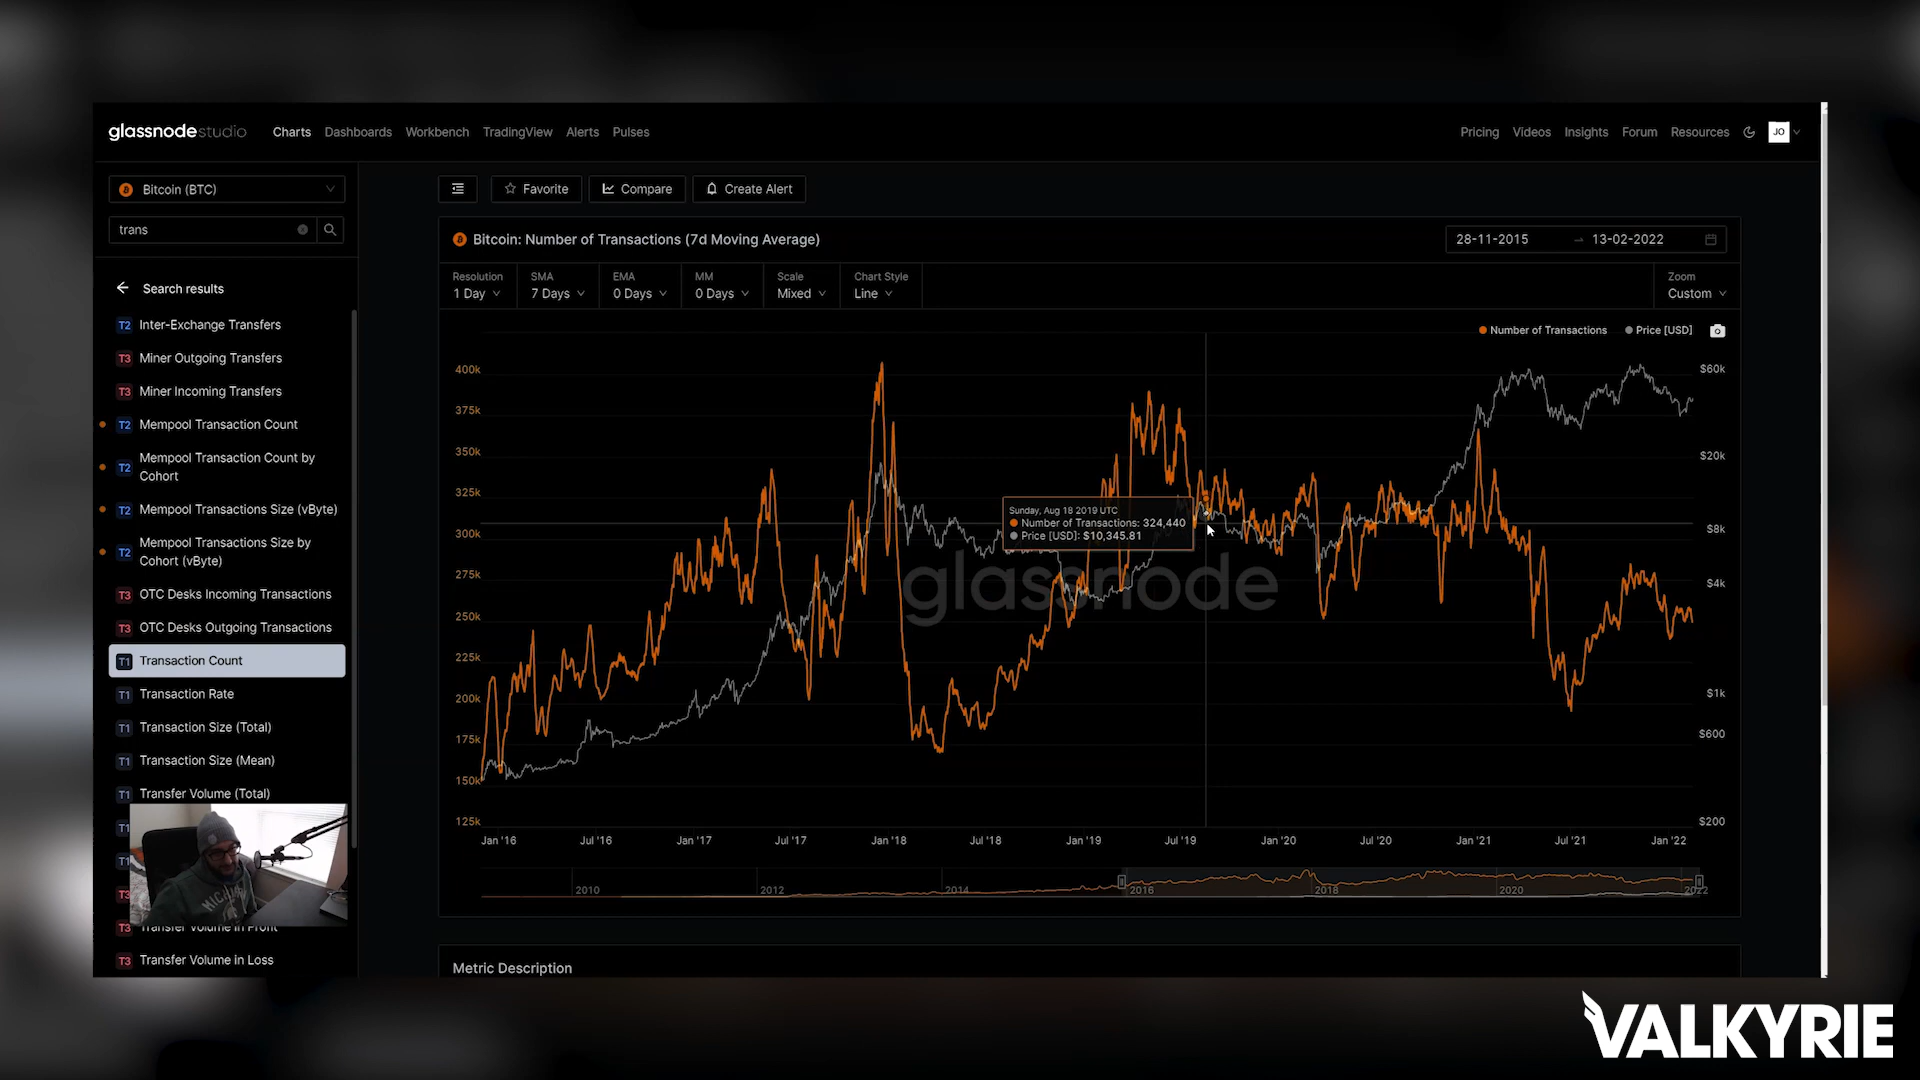 glassnodestudio
Charts
Dashboards
Workbench
TradingView
Alerts
Pulses
Pricing
Videos
Insights
Forum
Resources
JO
Bitcoin (BTC)
trans
Search results
T2 Inter-Exchange Transfers
T3 Miner Outgoing Transfers
T3 Miner Incoming Transfers
T2 Mempool Transaction Count
T2 Mempool Transaction Count by
Cohort
T2 Mempool Transactions Size (vByte)
T2 Mempool Transactions Size by
Cohort (vByte)
T3 OTC Desks Incoming Transactions
T3 OTC Desks Outgoing Transactions
T1 Transaction Count
T1 Transaction Rate
T1 Transaction Size (Total)
T1 Transaction Size (Mean)
T1 Transfer Volume (Total)
T1
T1
T3
T3 Transfer Volume in Profit
T3 Transfer Volume in Loss
Favorite
Compare
Create Alert
Bitcoin: Number of Transactions (7d Moving Average)
28-11-2015 → 13-02-2022
Resolution
1 Day
SMA
7 Days
EMA
0 Days
MM
0 Days
Scale
Mixed
Chart Style
Line
Zoom
Custom
Number of Transactions
Price [USD]
400k
375k
350k
325k
300k
275k
250k
225k
200k
175k
150k
125k
$60k
$20k
$8k
$4k
$1k
$600
$200
Sunday, Aug 18 2019 UTC
Number of Transactions: 324,440
Price [USD]: $10,345.81
glassnode
Jan '16
Jul '16
Jan '17
Jul '17
Jan '18
Jul '18
Jan '19
Jul '19
Jan '20
Jul '20
Jan '21
Jul '21
Jan '22
2010
2012
2014
2016
2018
2020
2022
Metric Description
VALKYRIE